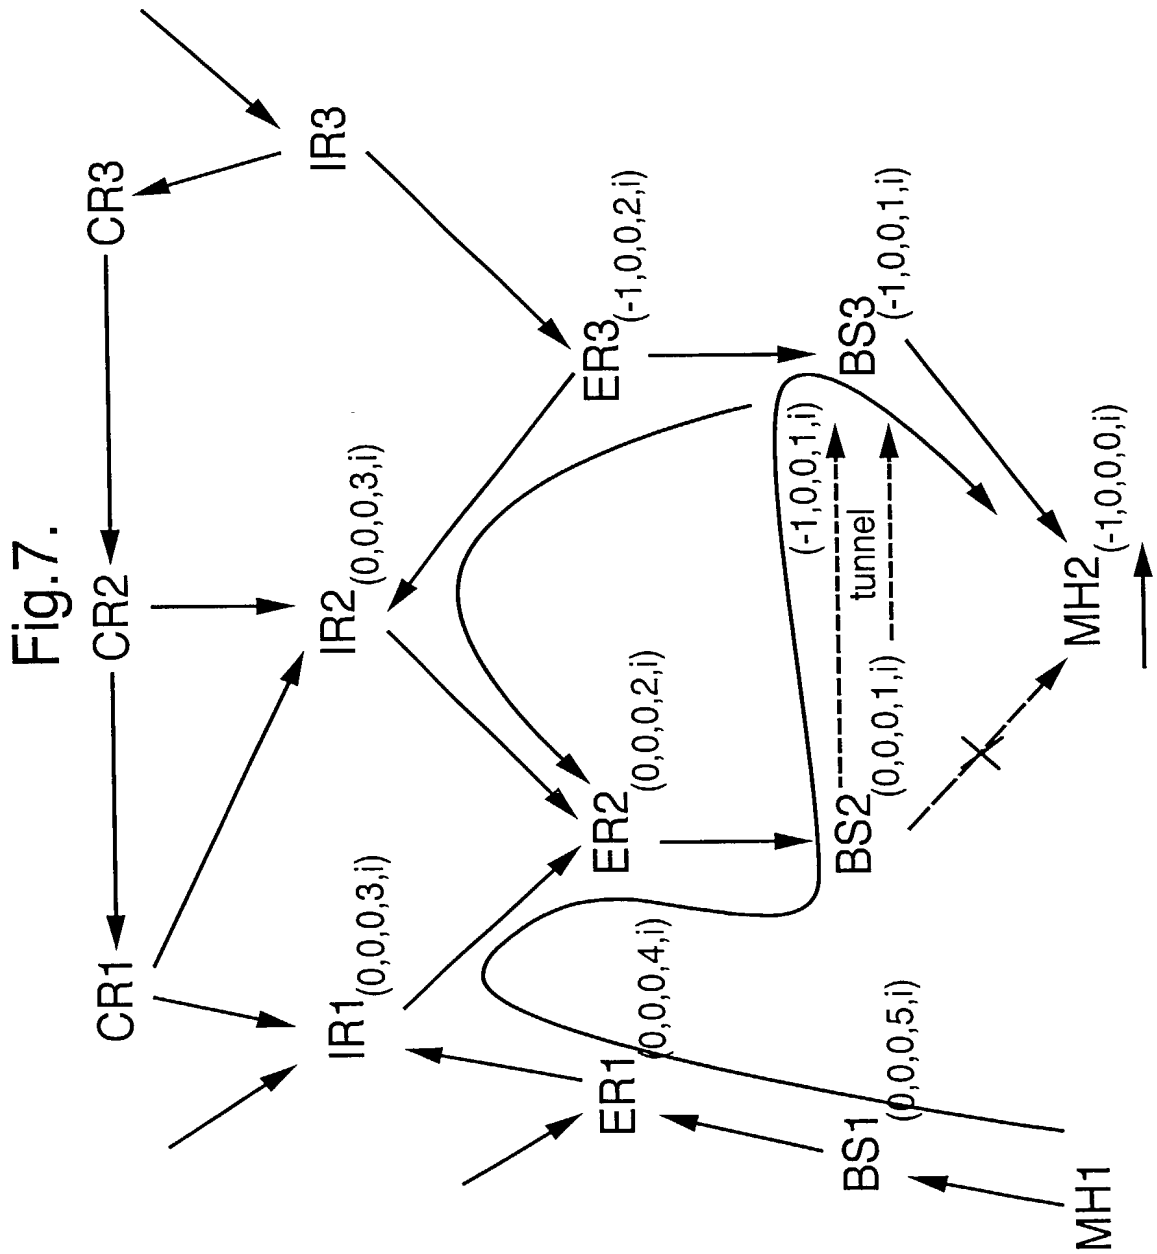 Fig.7.
CR1
CR2
CR3
IR1
(0,0,0,3,i)
IR2
(0,0,0,3,i)
IR3
ER1
(0,0,0,4,i)
ER2
(0,0,0,2,i)
ER3
(-1,0,0,2,i)
BS1
(0,0,0,5,i)
BS2
(0,0,0,1,i)
(-1,0,0,1,i)
tunnel
BS3
(-1,0,0,1,i)
MH1
MH2
(-1,0,0,0,i)